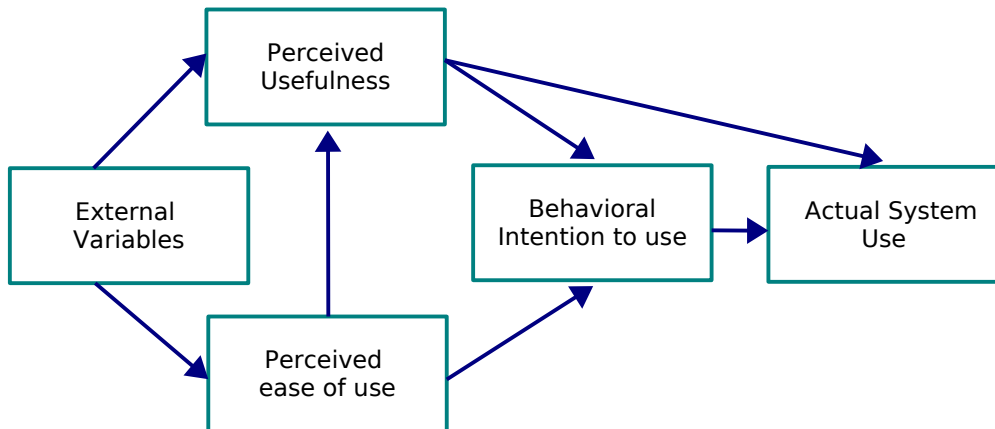 Perceived
Usefulness
External
Variables
Behavioral
Intention to use
Actual System
Use
Perceived
ease of use